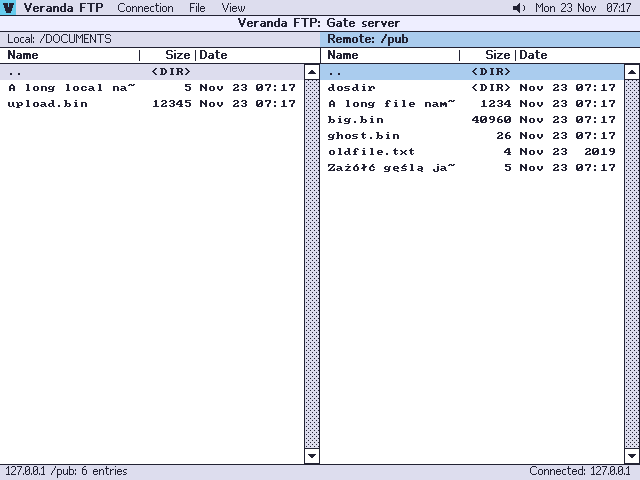 V Veranda FTP Connection File View Mon 23 Nov 07:17
Veranda FTP: Gate server
Local: /DOCUMENTS Remote: /pub
Name | Size | Date Name | Size | Date
.. <DIR> .. <DIR>
A long local na~ 5 Nov 23 07:17 dosdir <DIR> Nov 23 07:17
upload.bin 12345 Nov 23 07:17 A long file nam~ 1234 Nov 23 07:17
big.bin 40960 Nov 23 07:17
ghost.bin 26 Nov 23 07:17
oldfile.txt 4 Nov 23 2019
Zażółć gęślą ja~ 5 Nov 23 07:17
127.0.0.1 /pub: 6 entries Connected: 127.0.0.1